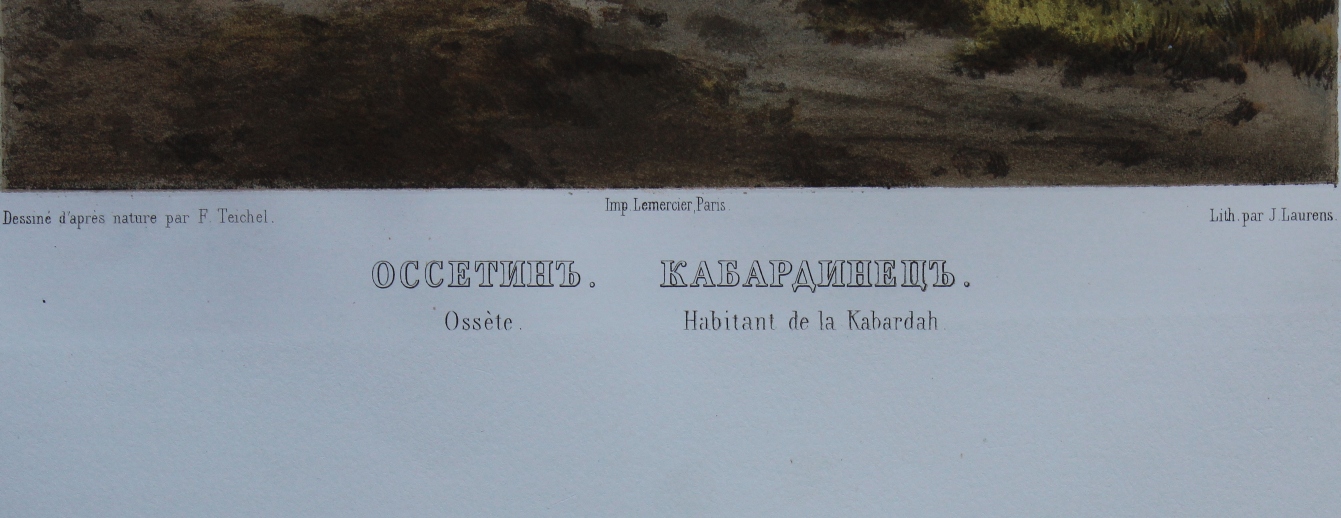 Dessiné d'après nature par F. Teichel.
Imp. Lemercier, Paris.
Lith. par J. Laurens.
ОССЕТИНЪ. КАБАРДИНЕЦЪ.
Ossète. Habitant de la Kabardah.